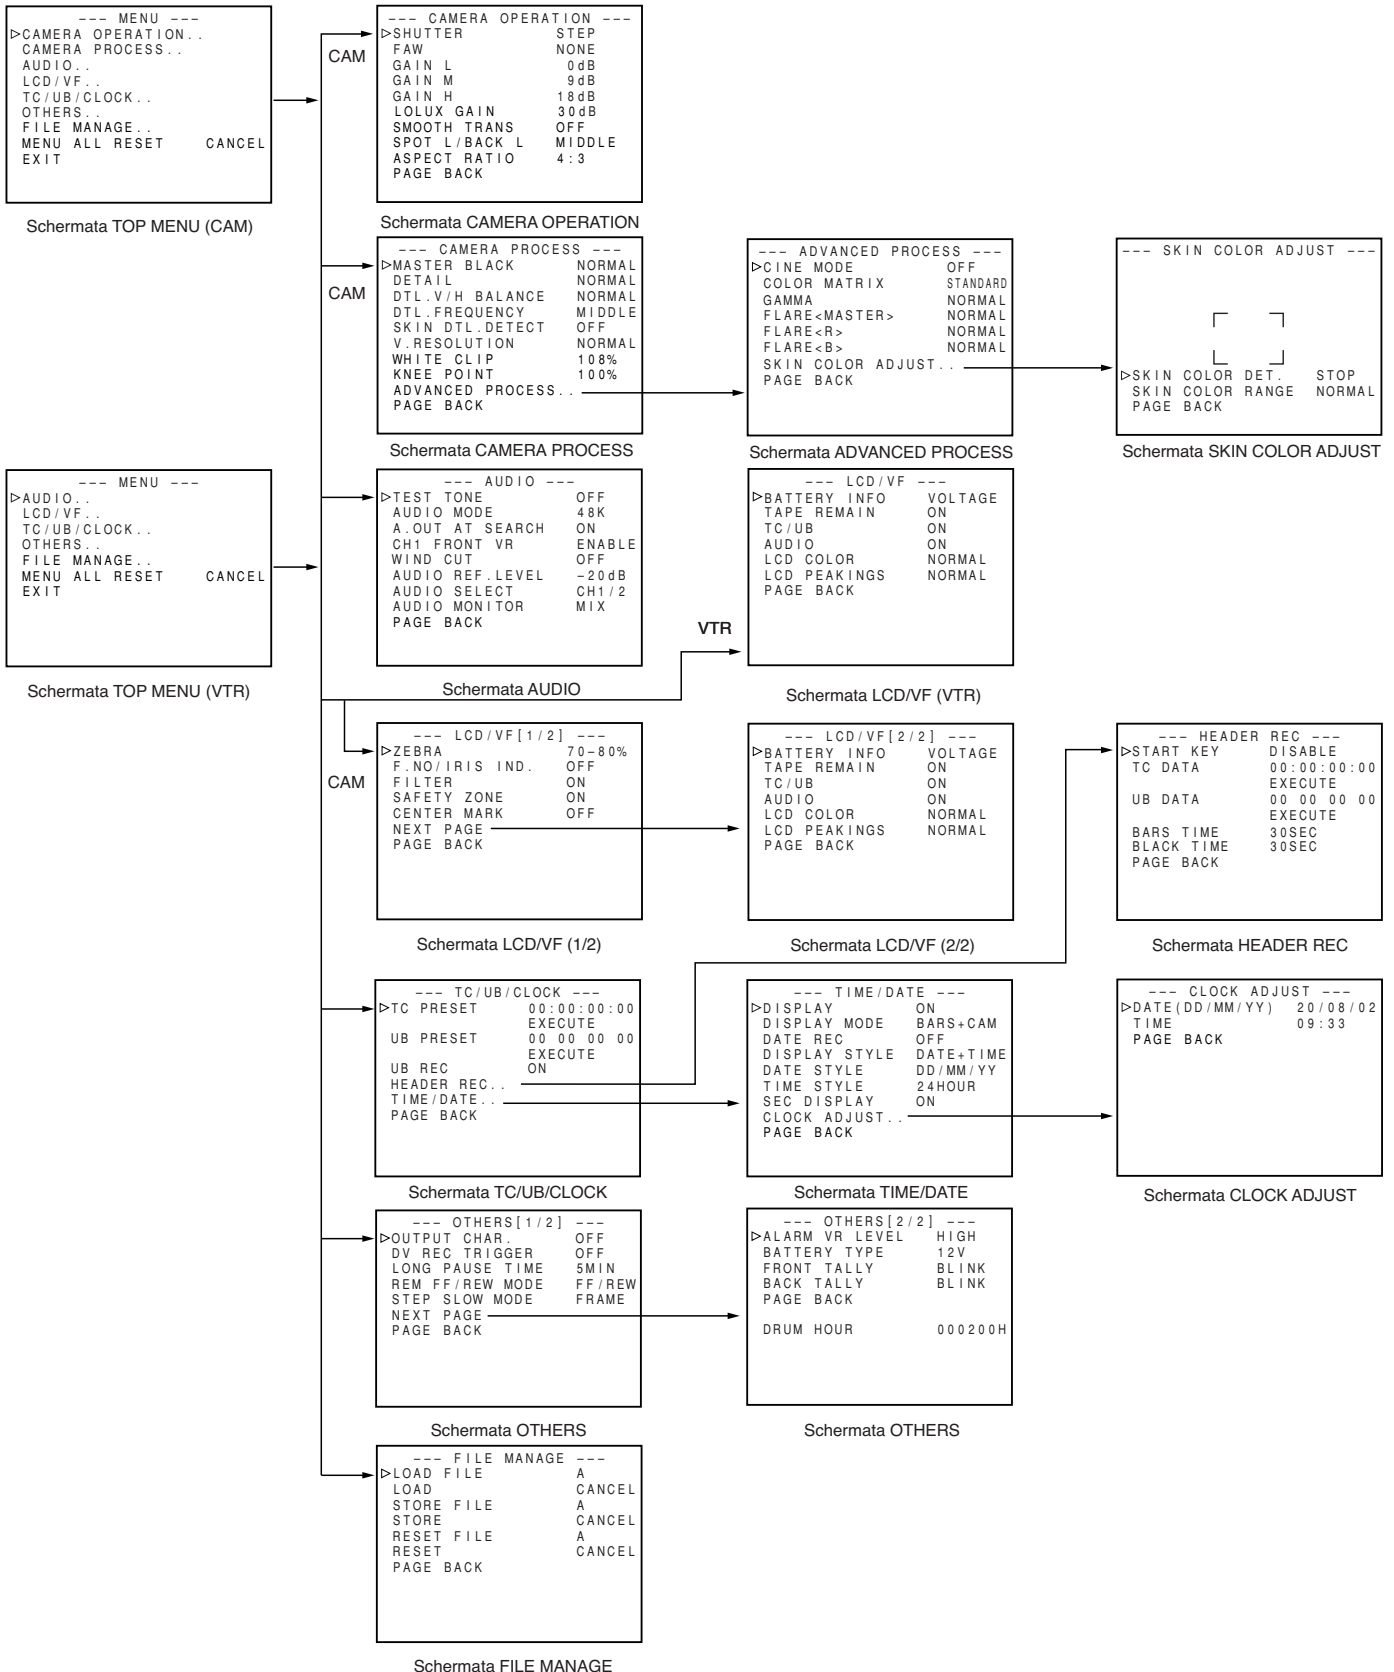 --- MENU ---
▷CAMERA OPERATION..
CAMERA PROCESS..
AUDIO..
LCD/VF..
TC/UB/CLOCK..
OTHERS..
FILE MANAGE..
MENU ALL RESET CANCEL
EXIT
Schermata TOP MENU (CAM)
CAM
--- CAMERA OPERATION ---
▷SHUTTER STEP
FAW NONE
GAIN L 0dB
GAIN M 9dB
GAIN H 18dB
LOLUX GAIN 30dB
SMOOTH TRANS OFF
SPOT L/BACK L MIDDLE
ASPECT RATIO 4:3
PAGE BACK
Schermata CAMERA OPERATION
CAM
--- CAMERA PROCESS ---
▷MASTER BLACK NORMAL
DETAIL NORMAL
DTL.V/H BALANCE NORMAL
DTL.FREQUENCY MIDDLE
SKIN DTL.DETECT OFF
V.RESOLUTION NORMAL
WHITE CLIP 108%
KNEE POINT 100%
ADVANCED PROCESS..
PAGE BACK
Schermata CAMERA PROCESS
--- ADVANCED PROCESS ---
▷CINE MODE OFF
COLOR MATRIX STANDARD
GAMMA NORMAL
FLARE<MASTER> NORMAL
FLARE<R> NORMAL
FLARE<B> NORMAL
SKIN COLOR ADJUST..
PAGE BACK
Schermata ADVANCED PROCESS
--- SKIN COLOR ADJUST ---
▷SKIN COLOR DET. STOP
SKIN COLOR RANGE NORMAL
PAGE BACK
Schermata SKIN COLOR ADJUST
--- MENU ---
▷AUDIO..
LCD/VF..
TC/UB/CLOCK..
OTHERS..
FILE MANAGE..
MENU ALL RESET CANCEL
EXIT
Schermata TOP MENU (VTR)
--- AUDIO ---
▷TEST TONE OFF
AUDIO MODE 48K
A.OUT AT SEARCH ON
CH1 FRONT VR ENABLE
WIND CUT OFF
AUDIO REF.LEVEL –20dB
AUDIO SELECT CH1/2
AUDIO MONITOR MIX
PAGE BACK
Schermata AUDIO
VTR
--- LCD/VF ---
▷BATTERY INFO VOLTAGE
TAPE REMAIN ON
TC/UB ON
AUDIO ON
LCD COLOR NORMAL
LCD PEAKINGS NORMAL
PAGE BACK
Schermata LCD/VF (VTR)
CAM
--- LCD/VF[1/2] ---
▷ZEBRA 70–80%
F.NO/IRIS IND. OFF
FILTER ON
SAFETY ZONE ON
CENTER MARK OFF
NEXT PAGE
PAGE BACK
Schermata LCD/VF (1/2)
--- LCD/VF[2/2] ---
▷BATTERY INFO VOLTAGE
TAPE REMAIN ON
TC/UB ON
AUDIO ON
LCD COLOR NORMAL
LCD PEAKINGS NORMAL
PAGE BACK
Schermata LCD/VF (2/2)
--- HEADER REC ---
▷START KEY DISABLE
TC DATA 00:00:00:00
EXECUTE
UB DATA 00 00 00 00
EXECUTE
BARS TIME 30SEC
BLACK TIME 30SEC
PAGE BACK
Schermata HEADER REC
--- TC/UB/CLOCK ---
▷TC PRESET 00:00:00:00
EXECUTE
UB PRESET 00 00 00 00
EXECUTE
UB REC ON
HEADER REC..
TIME/DATE..
PAGE BACK
Schermata TC/UB/CLOCK
--- TIME/DATE ---
▷DISPLAY ON
DISPLAY MODE BARS+CAM
DATE REC OFF
DISPLAY STYLE DATE+TIME
DATE STYLE DD/MM/YY
TIME STYLE 24HOUR
SEC DISPLAY ON
CLOCK ADJUST..
PAGE BACK
Schermata TIME/DATE
--- CLOCK ADJUST ---
▷DATE(DD/MM/YY) 20/08/02
TIME 09:33
PAGE BACK
Schermata CLOCK ADJUST
--- OTHERS[1/2] ---
▷OUTPUT CHAR. OFF
DV REC TRIGGER OFF
LONG PAUSE TIME 5MIN
REM FF/REW MODE FF/REW
STEP SLOW MODE FRAME
NEXT PAGE
PAGE BACK
Schermata OTHERS
--- OTHERS[2/2] ---
▷ALARM VR LEVEL HIGH
BATTERY TYPE 12V
FRONT TALLY BLINK
BACK TALLY BLINK
PAGE BACK
DRUM HOUR 000200H
Schermata OTHERS
--- FILE MANAGE ---
▷LOAD FILE A
LOAD CANCEL
STORE FILE A
STORE CANCEL
RESET FILE A
RESET CANCEL
PAGE BACK
Schermata FILE MANAGE